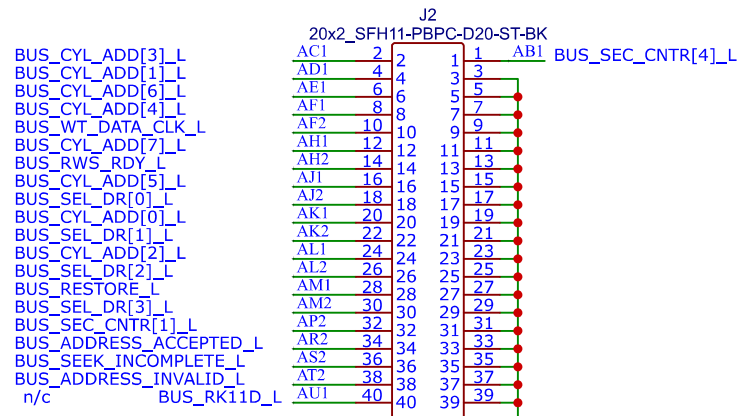 J2
20x2_SFH11-PBPC-D20-ST-BK
BUS_CYL_ADD[3]_L AC1 2 2 1 1 AB1 BUS_SEC_CNTR[4]_L
BUS_CYL_ADD[1]_L AD1 4 4 3 3
BUS_CYL_ADD[6]_L AE1 6 6 5 5
BUS_CYL_ADD[4]_L AF1 8 8 7 7
BUS_WT_DATA_CLK_L AF2 10 10 9 9
BUS_CYL_ADD[7]_L AH1 12 12 11 11
BUS_RWS_RDY_L AH2 14 14 13 13
BUS_CYL_ADD[5]_L AJ1 16 16 15 15
BUS_SEL_DR[0]_L AJ2 18 18 17 17
BUS_CYL_ADD[0]_L AK1 20 20 19 19
BUS_SEL_DR[1]_L AK2 22 22 21 21
BUS_CYL_ADD[2]_L AL1 24 24 23 23
BUS_SEL_DR[2]_L AL2 26 26 25 25
BUS_RESTORE_L AM1 28 28 27 27
BUS_SEL_DR[3]_L AM2 30 30 29 29
BUS_SEC_CNTR[1]_L AP2 32 32 31 31
BUS_ADDRESS_ACCEPTED_L AR2 34 34 33 33
BUS_SEEK_INCOMPLETE_L AS2 36 36 35 35
BUS_ADDRESS_INVALID_L AT2 38 38 37 37
n/c BUS_RK11D_L AU1 40 40 39 39